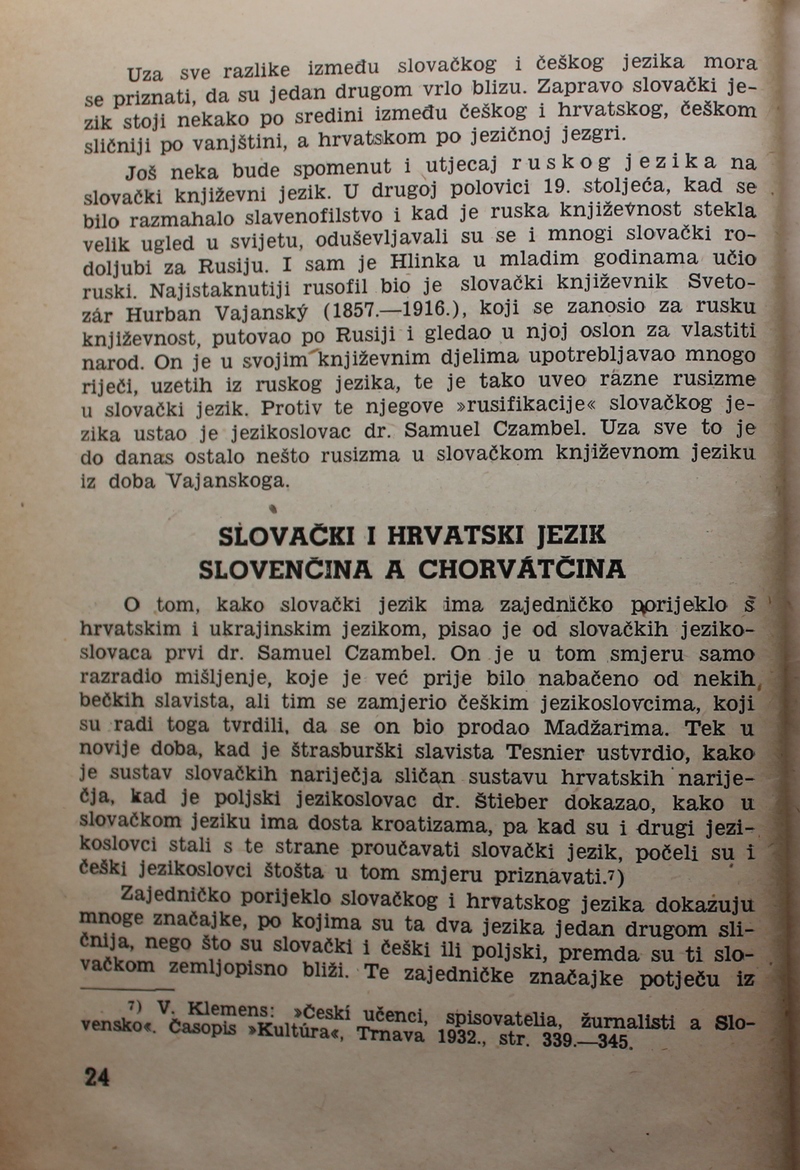 Uza sve razlike između slovačkog i češkog jezika mora
se priznati, da su jedan drugom vrlo blizu. Zapravo slovački je-
zik stoji nekako po sredini između češkog i hrvatskog, češkom
sličniji po vanjštini, a hrvatskom po jezičnoj jezgri.
Još neka bude spomenut i utjecaj ruskog jezika na
slovački književni jezik. U drugoj polovici 19. stoljeća, kad se
bilo razmahalo slavenofilstvo i kad je ruska književnost stekla
velik ugled u svijetu, oduševljavali su se i mnogi slovački ro-
doljubi za Rusiju. I sam je Hlinka u mladim godinama učio
ruski. Najistaknutiji rusofil bio je slovački književnik Sveto-
zár Hurban Vajanský (1857.—1916.), koji se zanosio za rusku
književnost, putovao po Rusiji i gledao u njoj oslon za vlastiti
narod. On je u svojim književnim djelima upotrebljavao mnogo
riječi, uzetih iz ruskog jezika, te je tako uveo razne rusizme
u slovački jezik. Protiv te njegove »rusifikacije« slovačkog je-
zika ustao je jezikoslovac dr. Samuel Czambel. Uza sve to je
do danas ostalo nešto rusizma u slovačkom književnom jeziku
iz doba Vajanskoga.
SLOVAČKI I HRVATSKI JEZIK
SLOVENČINA A CHORVÁTČINA
O tom, kako slovački jezik ima zajedničko porijeklo s
hrvatskim i ukrajinskim jezikom, pisao je od slovačkih jeziko-
slovaca prvi dr. Samuel Czambel. On je u tom smjeru samo
razradio mišljenje, koje je već prije bilo nabačeno od nekih
bečkih slavista, ali tim se zamjerio češkim jezikoslovcima, koji
su radi toga tvrdili, da se on bio prodao Madžarima. Tek u
novije doba, kad je štrasburški slavista Tesnier ustvrdio, kako
je sustav slovačkih narječja sličan sustavu hrvatskih narije-
čja, kad je poljski jezikoslovac dr. Štieber dokazao, kako u
slovačkom jeziku ima dosta kroatizama, pa kad su i drugi jezi-
koslovci stali s te strane proučavati slovački jezik, počeli su i
češki jezikoslovci štošta u tom smjeru priznavati.⁷)
Zajedničko porijeklo slovačkog i hrvatskog jezika dokazuju
mnoge značajke, po kojima su ta dva jezika jedan drugom sli-
čnija, nego što su slovački i češki ili poljski, premda su ti slo-
vačkom zemljopisno bliži. Te zajedničke značajke potječu iz
⁷) V. Klemens: »Českí učenci, spisovatelia, žurnalisti a Slo-
vensko«. Časopis »Kultúra«, Trnava 1932., str. 339.—345.
24